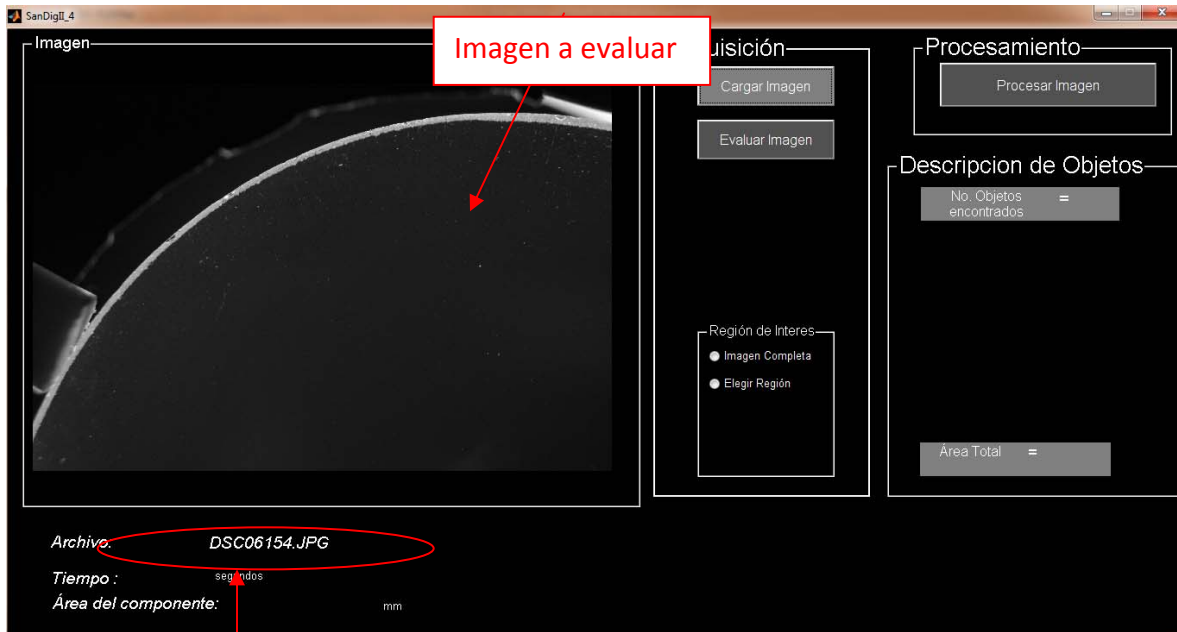 SanDigII_4
Imagen
Imagen a evaluar
uisición
Cargar Imagen
Evaluar Imagen
Región de Interes
Imagen Completa
Elegir Región
Procesamiento
Procesar Imagen
Descripcion de Objetos
No. Objetos =
encontrados
Área Total =
Archivo: DSC06154.JPG
Tiempo : segundos
Área del componente: mm